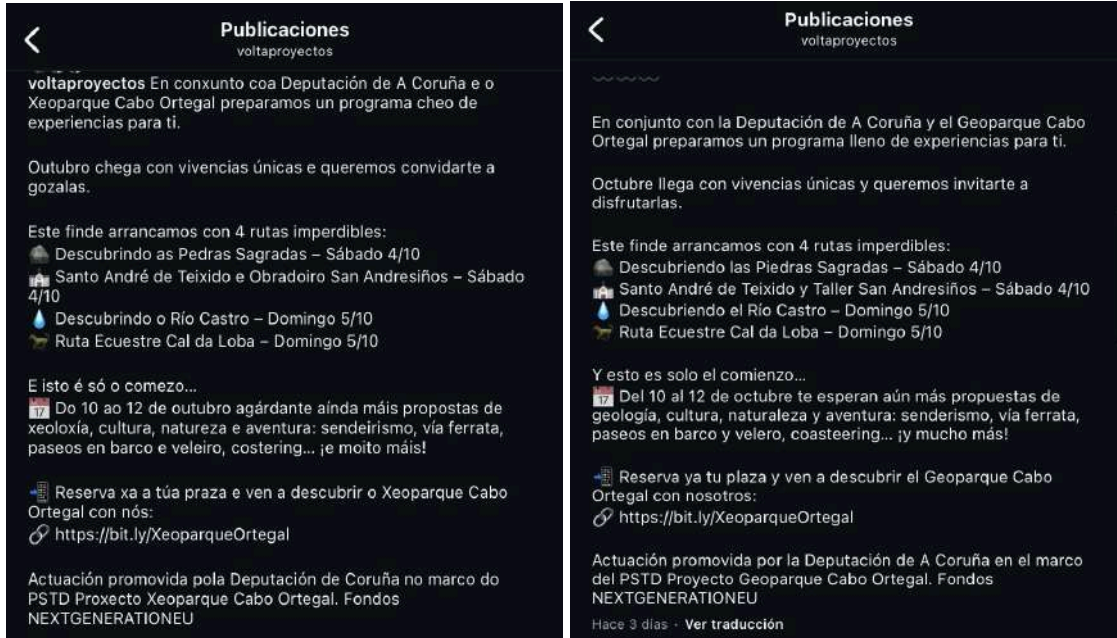 Publicaciones
voltaproyectos
voltaproyectos En conxunto coa Deputación de A Coruña e o
Xeoparque Cabo Ortegal preparamos un programa cheo de
experiencias para ti.
Outubro chega con vivencias únicas e queremos convidarte a
gozalas.
Este finde arrancamos con 4 rutas imperdibles:
Descubrindo as Pedras Sagradas – Sábado 4/10
Santo André de Teixido e Obradoiro San Andresiños – Sábado
4/10
Descubrindo o Río Castro – Domingo 5/10
Ruta Ecuestre Cal da Loba – Domingo 5/10
E isto é só o comezo...
17 Do 10 ao 12 de outubro agárdante aínda máis propostas de
xeoloxía, cultura, natureza e aventura: sendeirismo, vía ferrata,
paseos en barco e veleiro, costering... ¡e moito máis!
Reserva xa a túa praza e ven a descubrir o Xeoparque Cabo
Ortegal con nós:
https://bit.ly/XeoparqueOrtegal
Actuación promovida pola Deputación de Coruña no marco do
PSTD Proxecto Xeoparque Cabo Ortegal. Fondos
NEXTGENERATIONEU
Publicaciones
voltaproyectos
En conjunto con la Deputación de A Coruña y el Geoparque Cabo
Ortegal preparamos un programa lleno de experiencias para ti.
Octubre llega con vivencias únicas y queremos invitarte a
disfrutarlas.
Este finde arrancamos con 4 rutas imperdibles:
Descubriendo las Piedras Sagradas – Sábado 4/10
Santo André de Teixido y Taller San Andresiños – Sábado 4/10
Descubriendo el Río Castro – Domingo 5/10
Ruta Ecuestre Cal da Loba – Domingo 5/10
Y esto es solo el comienzo...
17 Del 10 al 12 de octubre te esperan aún más propuestas de
geología, cultura, naturaleza y aventura: senderismo, vía ferrata,
paseos en barco y velero, coasteering... ¡y mucho más!
Reserva ya tu plaza y ven a descubrir el Geoparque Cabo
Ortegal con nosotros:
https://bit.ly/XeoparqueOrtegal
Actuación promovida por la Deputación de A Coruña en el marco
del PSTD Proyecto Geoparque Cabo Ortegal. Fondos
NEXTGENERATIONEU
Hace 3 días · Ver traducción